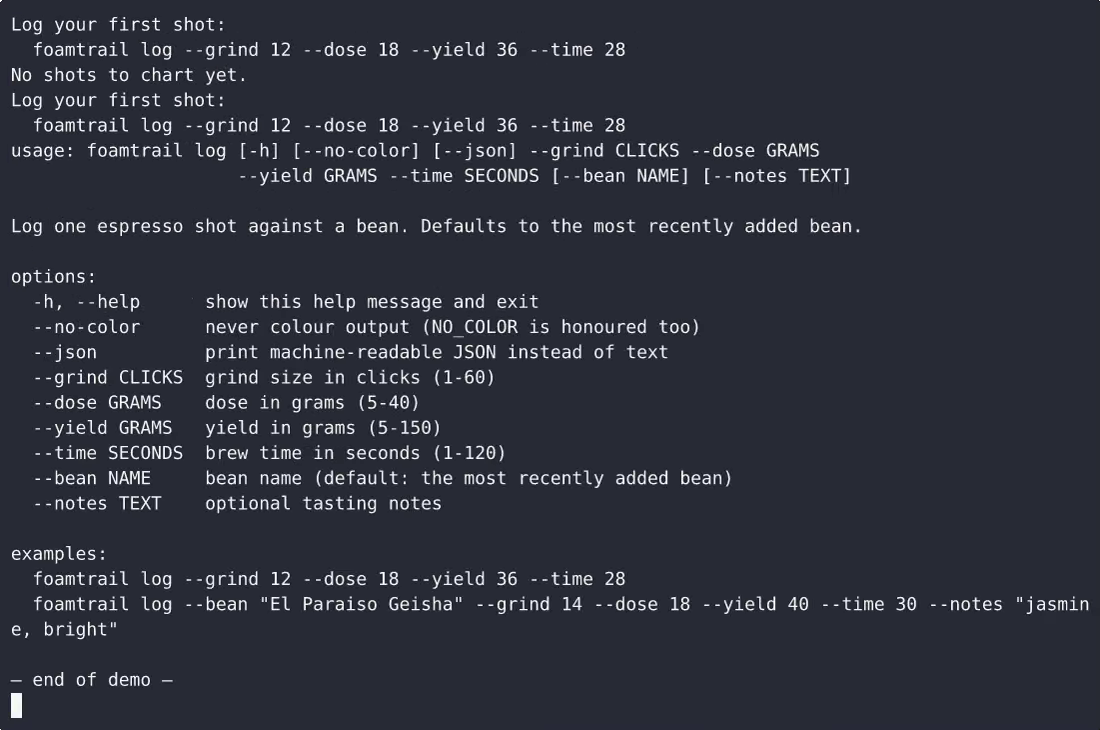 Log your first shot:
  foamtrail log --grind 12 --dose 18 --yield 36 --time 28
No shots to chart yet.
Log your first shot:
  foamtrail log --grind 12 --dose 18 --yield 36 --time 28
usage: foamtrail log [-h] [--no-color] [--json] --grind CLICKS --dose GRAMS
                     --yield GRAMS --time SECONDS [--bean NAME] [--notes TEXT]

Log one espresso shot against a bean. Defaults to the most recently added bean.

options:
  -h, --help      show this help message and exit
  --no-color      never colour output (NO_COLOR is honoured too)
  --json          print machine-readable JSON instead of text
  --grind CLICKS  grind size in clicks (1-60)
  --dose GRAMS    dose in grams (5-40)
  --yield GRAMS   yield in grams (5-150)
  --time SECONDS  brew time in seconds (1-120)
  --bean NAME     bean name (default: the most recently added bean)
  --notes TEXT    optional tasting notes

examples:
  foamtrail log --grind 12 --dose 18 --yield 36 --time 28
  foamtrail log --bean "El Paraiso Geisha" --grind 14 --dose 18 --yield 40 --time 30 --notes "jasmin
e, bright"

— end of demo —